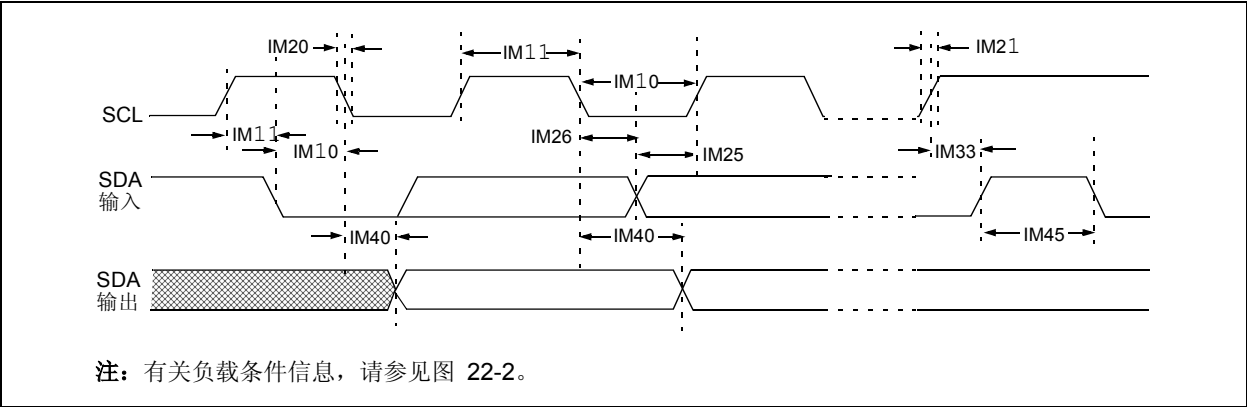 IM20
IM11
IM10
IM21
SCL
IM11
IM10
IM26
IM25
IM33
SDA
输入
IM40
IM40
IM45
SDA
输出
注：有关负载条件信息，请参见图 22-2。